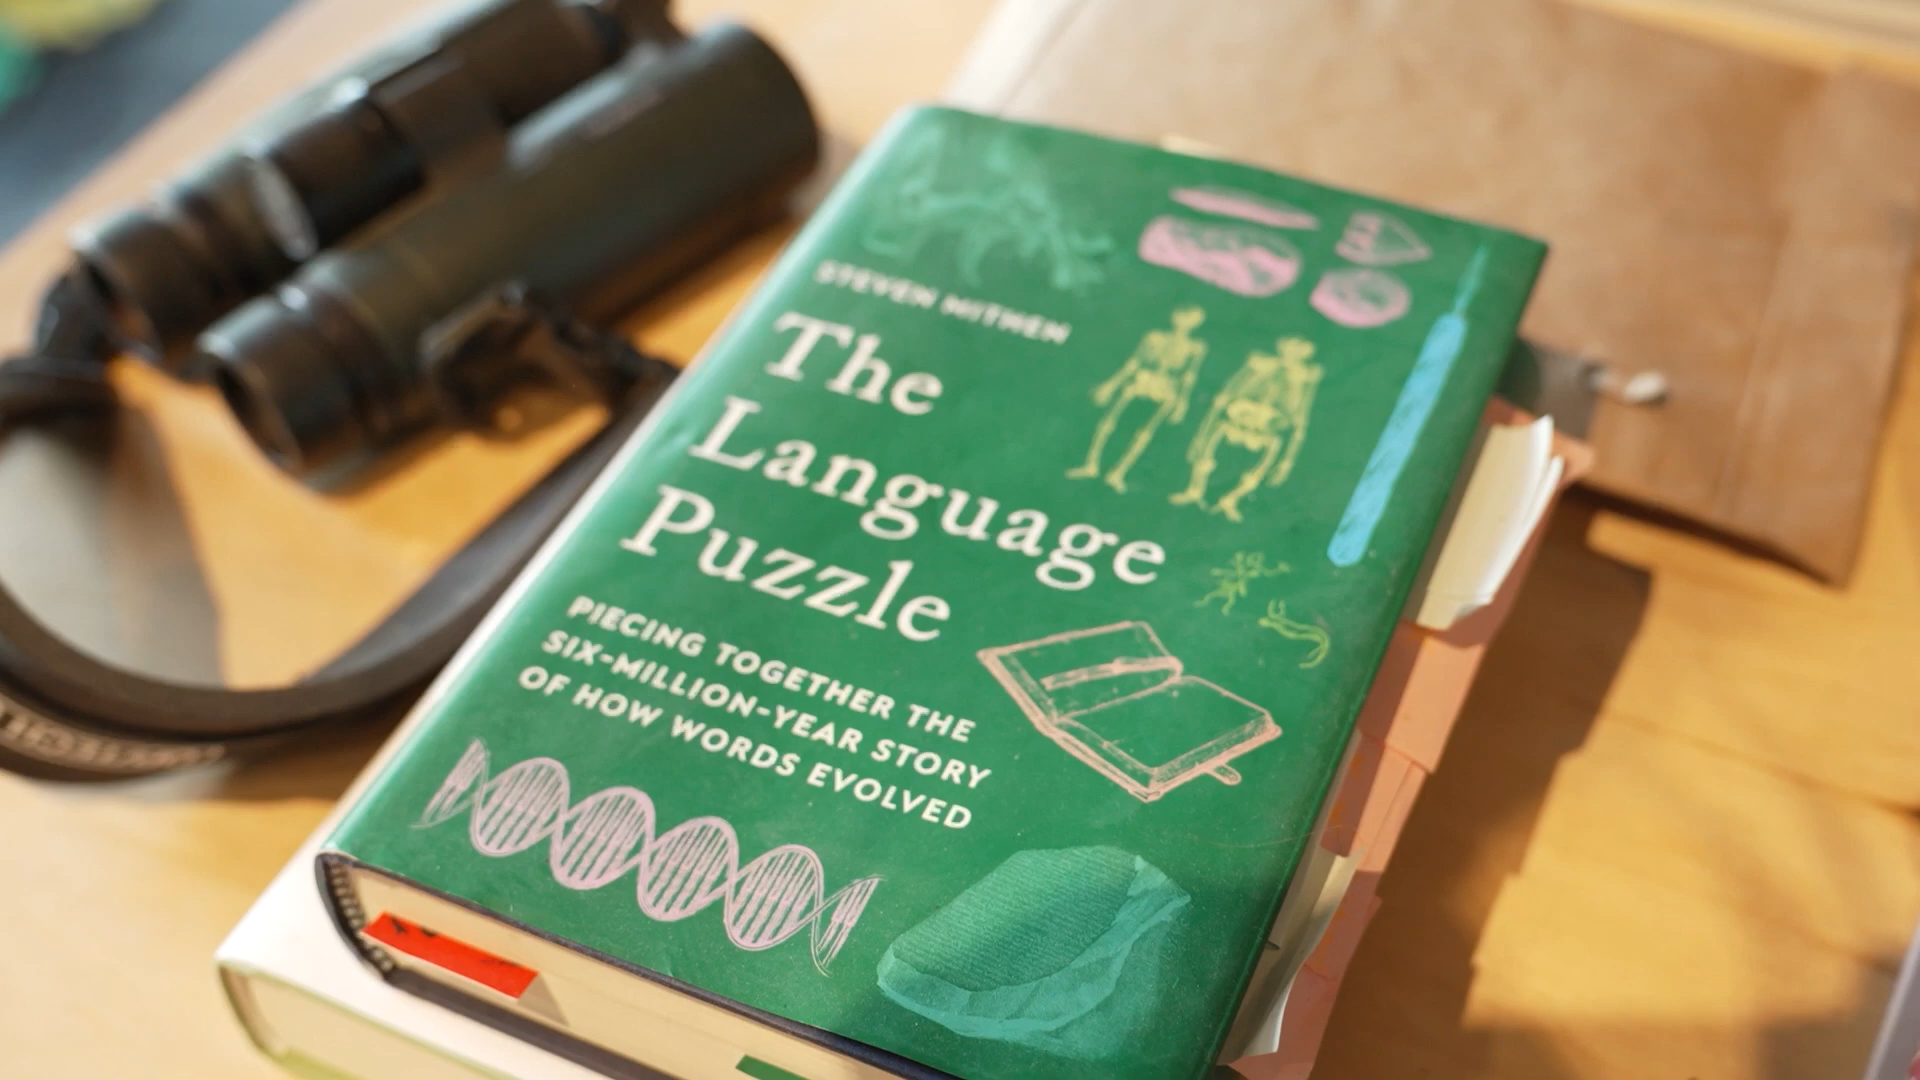 STEVEN MITHEN
The
Language
Puzzle
PIECING TOGETHER THE
SIX-MILLION-YEAR STORY
OF HOW WORDS EVOLVED